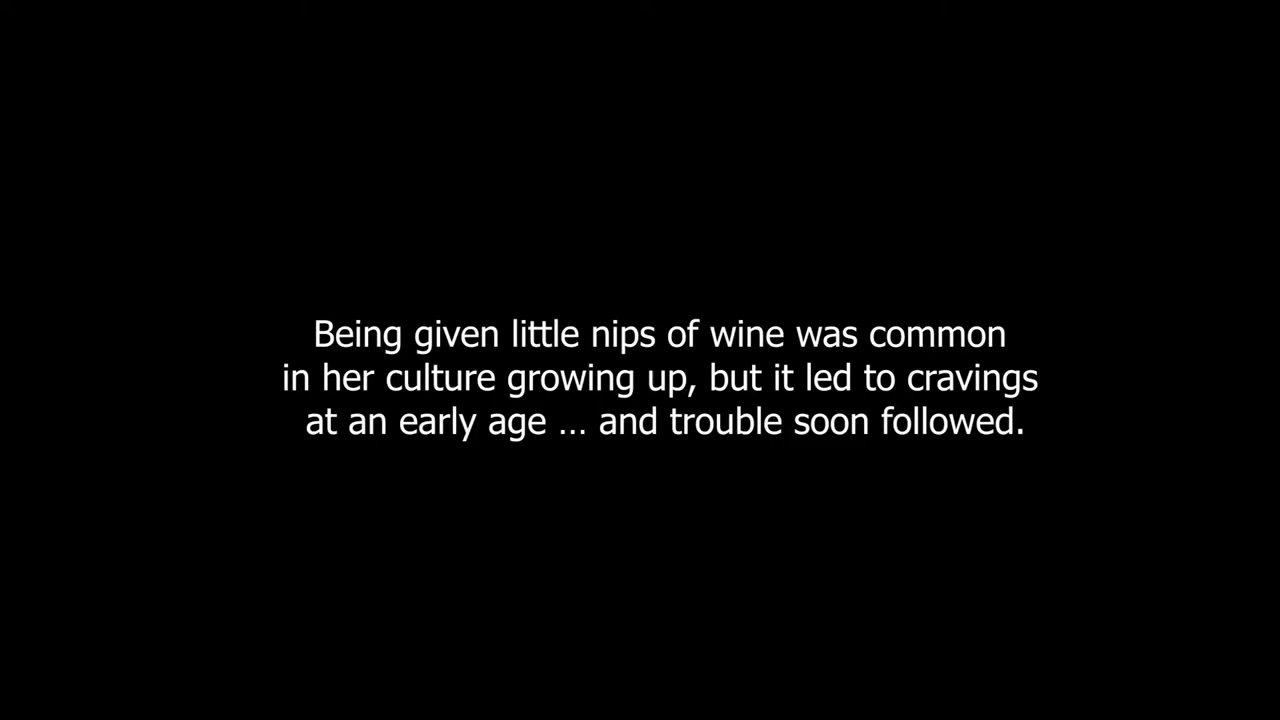 Being given little nips of wine was common
in her culture growing up, but it led to cravings
at an early age … and trouble soon followed.